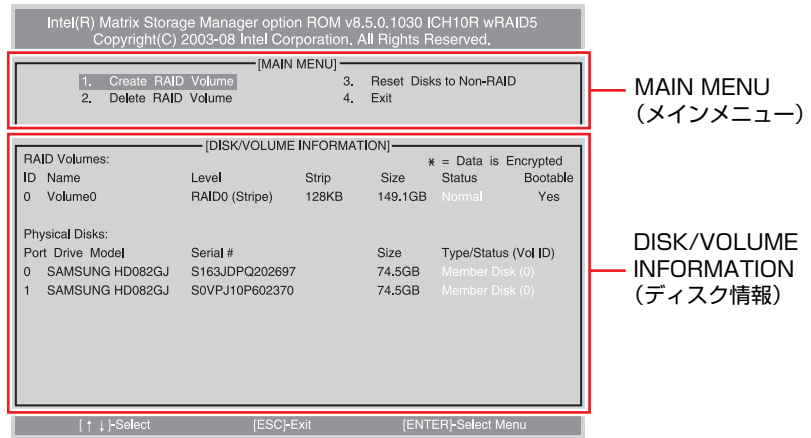 Intel(R) Matrix Storage Manager option ROM v8.5.0.1030 ICH10R wRAID5
Copyright(C) 2003-08 Intel Corporation. All Rights Reserved.
[MAIN MENU]
1. Create RAID Volume 3. Reset Disks to Non-RAID
2. Delete RAID Volume 4. Exit
MAIN MENU
（メインメニュー）
[DISK/VOLUME INFORMATION]
RAID Volumes: * = Data is Encrypted
ID Name Level Strip Size Status Bootable
0 Volume0 RAID0 (Stripe) 128KB 149.1GB Normal Yes
Physical Disks:
Port Drive Model Serial # Size Type/Status (Vol ID)
0 SAMSUNG HD082GJ S163JDPQ202697 74.5GB Member Disk (0)
1 SAMSUNG HD082GJ S0VPJ10P602370 74.5GB Member Disk (0)
DISK/VOLUME
INFORMATION
（ディスク情報）
[↑↓]-Select [ESC]-Exit [ENTER]-Select Menu